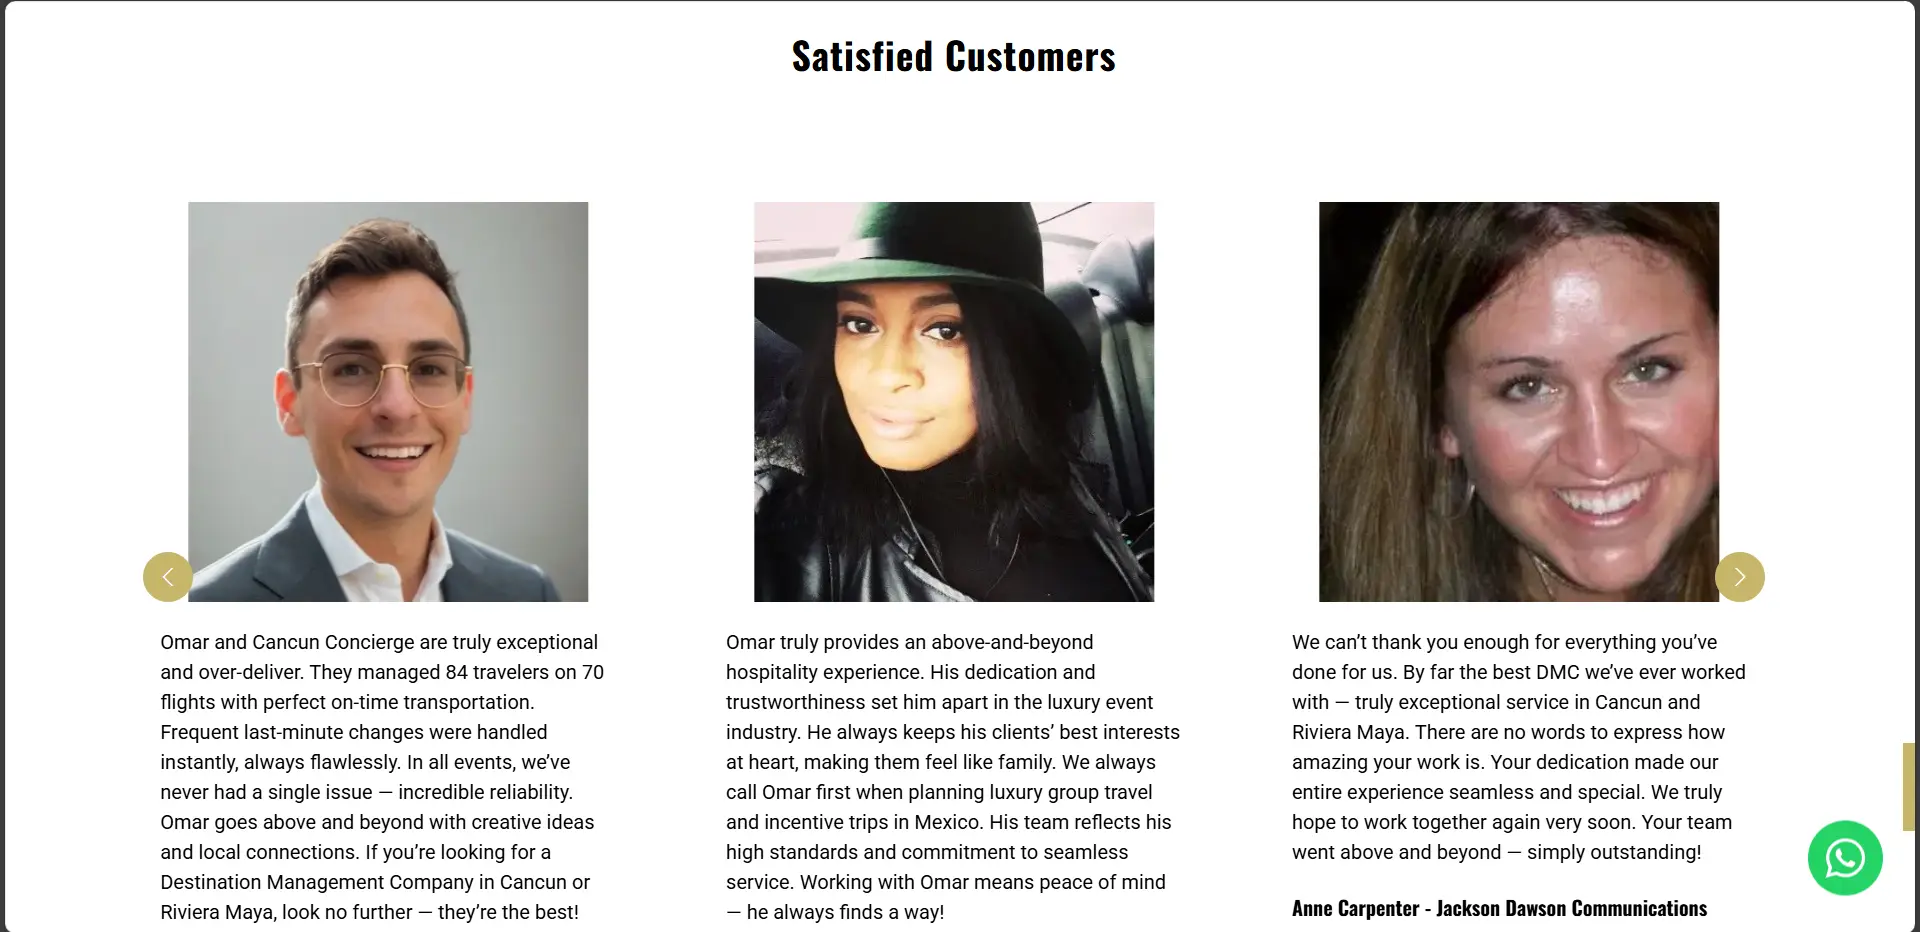 Satisfied Customers
Omar and Cancun Concierge are truly exceptional
and over-deliver. They managed 84 travelers on 70
flights with perfect on-time transportation.
Frequent last-minute changes were handled
instantly, always flawlessly. In all events, we’ve
never had a single issue — incredible reliability.
Omar goes above and beyond with creative ideas
and local connections. If you’re looking for a
Destination Management Company in Cancun or
Riviera Maya, look no further — they’re the best!
Omar truly provides an above-and-beyond
hospitality experience. His dedication and
trustworthiness set him apart in the luxury event
industry. He always keeps his clients’ best interests
at heart, making them feel like family. We always
call Omar first when planning luxury group travel
and incentive trips in Mexico. His team reflects his
high standards and commitment to seamless
service. Working with Omar means peace of mind
— he always finds a way!
We can’t thank you enough for everything you’ve
done for us. By far the best DMC we’ve ever worked
with — truly exceptional service in Cancun and
Riviera Maya. There are no words to express how
amazing your work is. Your dedication made our
entire experience seamless and special. We truly
hope to work together again very soon. Your team
went above and beyond — simply outstanding!
Anne Carpenter - Jackson Dawson Communications